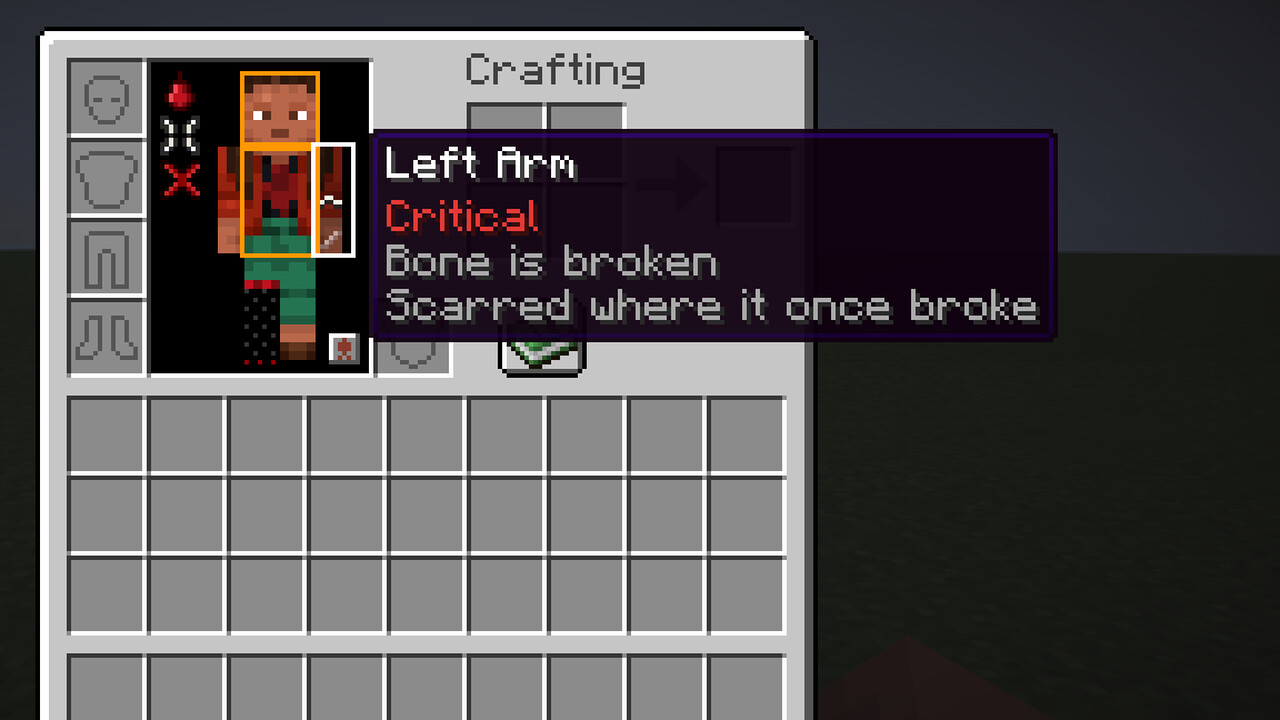 Crafting
Left Arm
Critical
Bone is broken
Scarred where it once broke